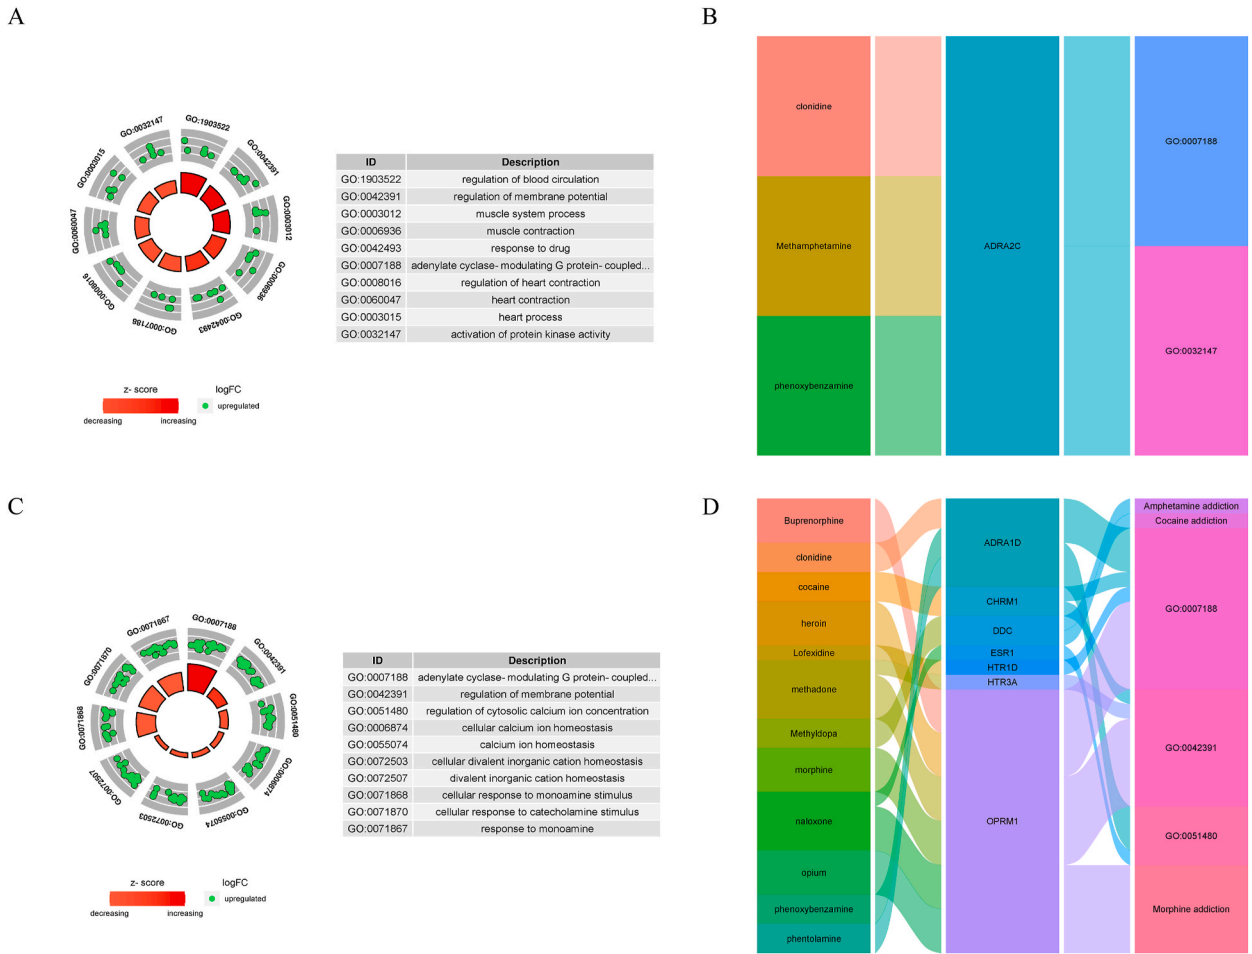 A
GO:0032147
GO:1903522
GO:0003015
GO:0042391
GO:0060047
GO:0003012
GO:0008016
GO:0006936
GO:0007188
GO:0042493
z- score
logFC
upregulated
decreasing
increasing
ID Description
GO:1903522 regulation of blood circulation
GO:0042391 regulation of membrane potential
GO:0003012 muscle system process
GO:0006936 muscle contraction
GO:0042493 response to drug
GO:0007188 adenylate cyclase- modulating G protein- coupled...
GO:0008016 regulation of heart contraction
GO:0060047 heart contraction
GO:0003015 heart process
GO:0032147 activation of protein kinase activity
B
clonidine
Methamphetamine
phenoxybenzamine
ADRA2C
GO:0007188
GO:0032147
C
GO:0071867
GO:0007188
GO:0071870
GO:0042391
GO:0071868
GO:0051480
GO:0072507
GO:0006874
GO:0072503
GO:0055074
z- score
logFC
upregulated
decreasing
increasing
ID Description
GO:0007188 adenylate cyclase- modulating G protein- coupled...
GO:0042391 regulation of membrane potential
GO:0051480 regulation of cytosolic calcium ion concentration
GO:0006874 cellular calcium ion homeostasis
GO:0055074 calcium ion homeostasis
GO:0072503 cellular divalent inorganic cation homeostasis
GO:0072507 divalent inorganic cation homeostasis
GO:0071868 cellular response to monoamine stimulus
GO:0071870 cellular response to catecholamine stimulus
GO:0071867 response to monoamine
D
Buprenorphine
clonidine
cocaine
heroin
Lofexidine
methadone
Methyldopa
morphine
naloxone
opium
phenoxybenzamine
phentolamine
ADRA1D
CHRM1
DDC
ESR1
HTR1D
HTR3A
OPRM1
Amphetamine addiction
Cocaine addiction
GO:0007188
GO:0042391
GO:0051480
Morphine addiction